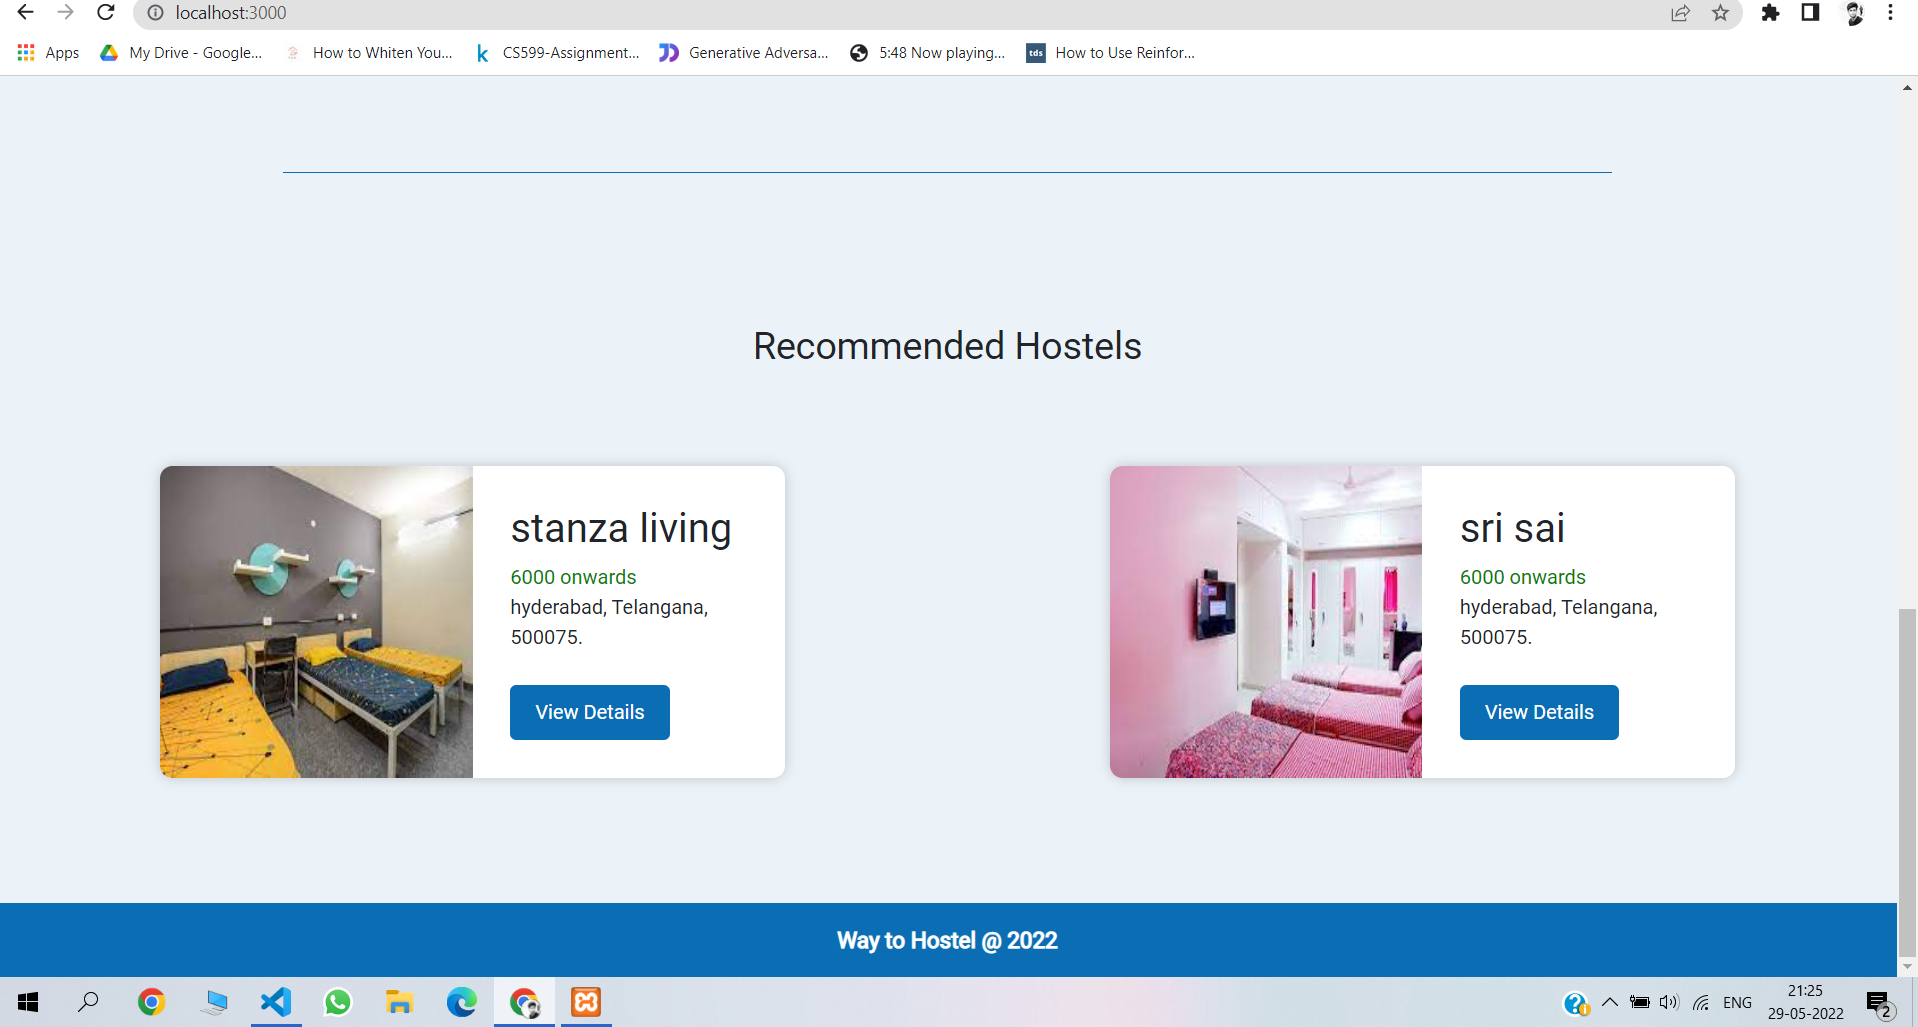 localhost:3000
Apps
My Drive - Google...
How to Whiten You...
CS599-Assignment...
Generative Adversa...
5:48 Now playing...
tds
How to Use Reinfor...
Recommended Hostels
stanza living
6000 onwards
hyderabad, Telangana,
500075.
View Details
sri sai
6000 onwards
hyderabad, Telangana,
500075.
View Details
Way to Hostel @ 2022
ENG
21:25
29-05-2022
2